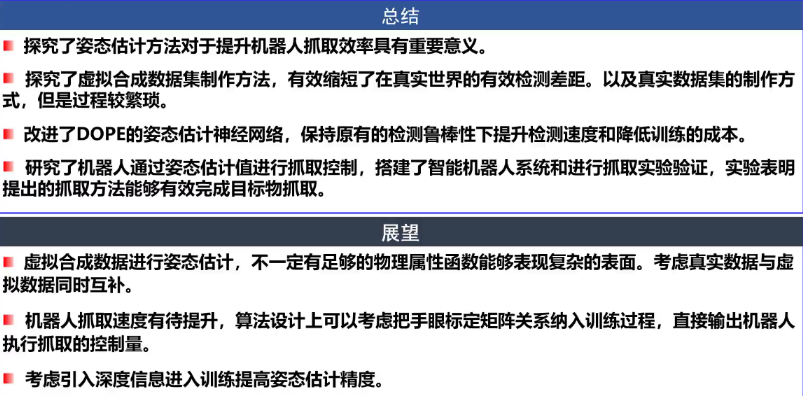 总结
探究了姿态估计方法对于提升机器人抓取效率具有重要意义。
探究了虚拟合成数据集制作方法，有效缩短了在真实世界的有效检测差距。以及真实数据集的制作方
式，但是过程较繁琐。
改进了DOPE的姿态估计神经网络，保持原有的检测鲁棒性下提升检测速度和降低训练的成本。
研究了机器人通过姿态估计值进行抓取控制，搭建了智能机器人系统和进行抓取实验验证，实验表明
提出的抓取方法能够有效完成目标物抓取。
展望
虚拟合成数据进行姿态估计，不一定有足够的物理属性函数能够表现复杂的表面。考虑真实数据与虚
拟数据同时互补。
机器人抓取速度有待提升，算法设计上可以考虑把手眼标定矩阵关系纳入训练过程，直接输出机器人
执行抓取的控制量。
考虑引入深度信息进入训练提高姿态估计精度。